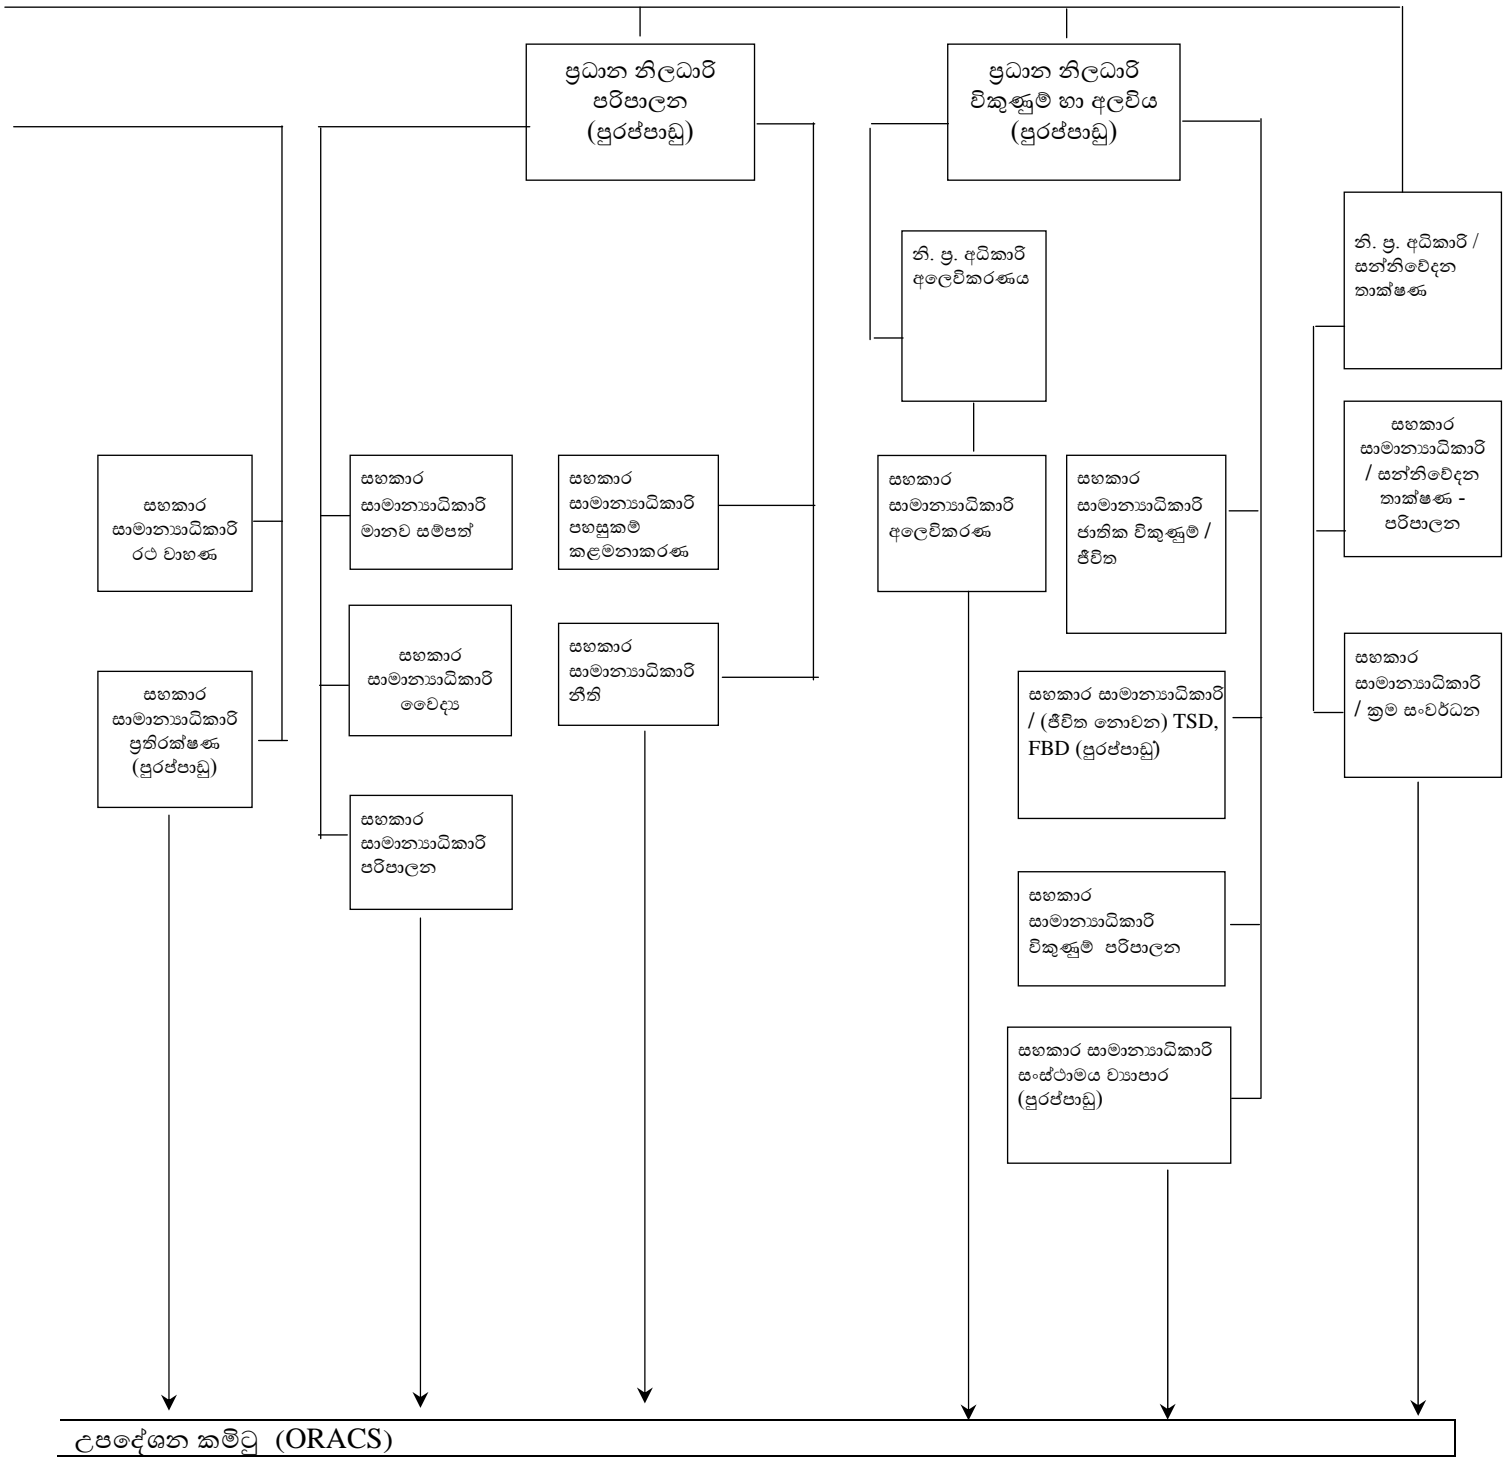 ප්‍රධාන නිලධාරි
පරිපාලන
(පුරප්පාඩු)
ප්‍රධාන නිලධාරි
විකුණුම් හා අලවිය
(පුරප්පාඩු)
නි. ප්‍ර. අධිකාරි /
සන්නිවේදන
තාක්ෂණ
නි. ප්‍ර. අධිකාරි
අලෙවිකරණය
සහකාර
සාමාන්‍යාධිකාරි
/ සන්නිවේදන
තාක්ෂණ -
පරිපාලන
සහකාර
සාමාන්‍යාධිකාරි
රථ වාහණ
සහකාර
සාමාන්‍යාධිකාරි
මානව සම්පත්
සහකාර
සාමාන්‍යාධිකාරි
පහසුකම්
කළමනාකරණ
සහකාර
සාමාන්‍යාධිකාරි
අලෙවිකරණ
සහකාර
සාමාන්‍යාධිකාරි
ජාතික විකුණුම් /
ජීවිත
සහකාර
සාමාන්‍යාධිකාරි
ප්‍රතිරක්ෂණ
(පුරප්පාඩු)
සහකාර
සාමාන්‍යාධිකාරි
වෛද්‍ය
සහකාර
සාමාන්‍යාධිකාරි
නීති
සහකාර සාමාන්‍යාධිකාරි
/ (ජීවිත නොවන) TSD,
FBD (පුරප්පාඩු)
සහකාර
සාමාන්‍යාධිකාරි
/ ක්‍රම සංවර්ධන
සහකාර
සාමාන්‍යාධිකාරි
පරිපාලන
සහකාර
සාමාන්‍යාධිකාරි
විකුණුම් පරිපාලන
සහකාර සාමාන්‍යාධිකාරි
සංස්ථාමය ව්‍යාපාර
(පුරප්පාඩු)
උපදේශන කමිටු (ORACS)